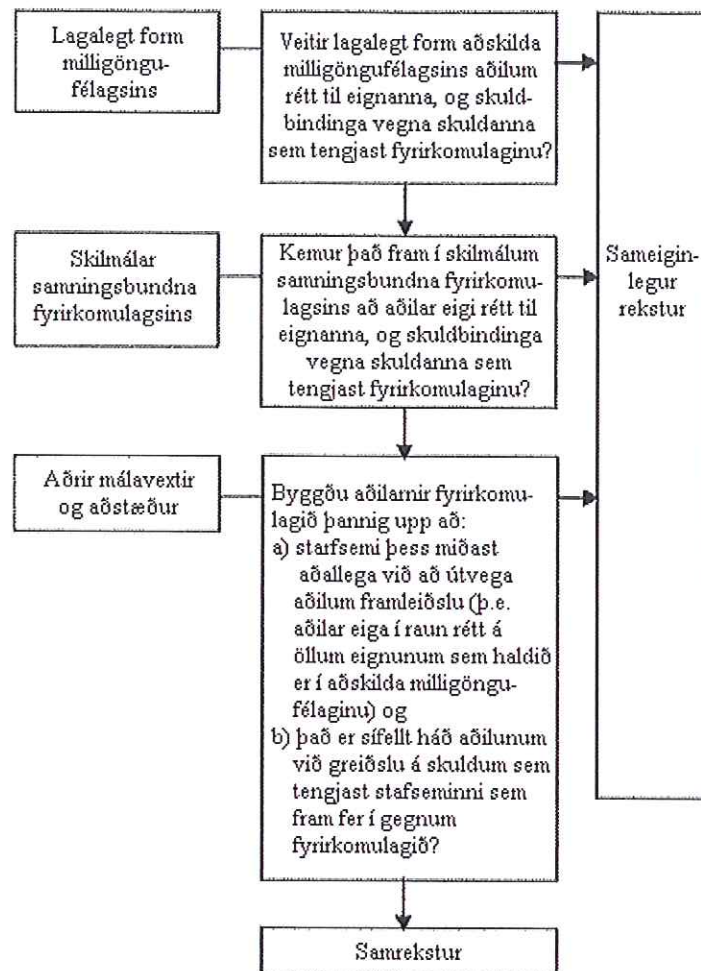 Lagalegt form
milligöngu-
félagsins
Veitir lagalegt form aðskilda
milligöngufélagsins aðilum
rétt til eignanna, og skuld-
bindinga vegna skuldanna
sem tengjast fyrirkomulaginu?
Skilmálar
samningsbundna
fyrirkomulagsins
Kemur það fram í skilmálum
samningsbundna fyrirkomu-
lagsins að aðilar eigi rétt til
eignanna, og skuldbindinga
vegna skuldanna sem
tengjast fyrirkomulaginu?
Sameigin-
legur
rekstur
Aðrir málavextir
og aðstæður
Byggðu aðilarnir fyrirkomu-
lagið þannig upp að:
a) starfsemi þess miðast
aðallega við að útvega
aðilum framleiðslu (þ.e.
aðilar eiga í raun rétt á
öllum eignunum sem haldið
er í aðskilda milligöngu-
félaginu) og
b) það er sífellt háð aðilunum
við greiðslu á skuldum sem
tengjast stafseminni sem
fram fer í gegnum
fyrirkomulagið?
Samrekstur